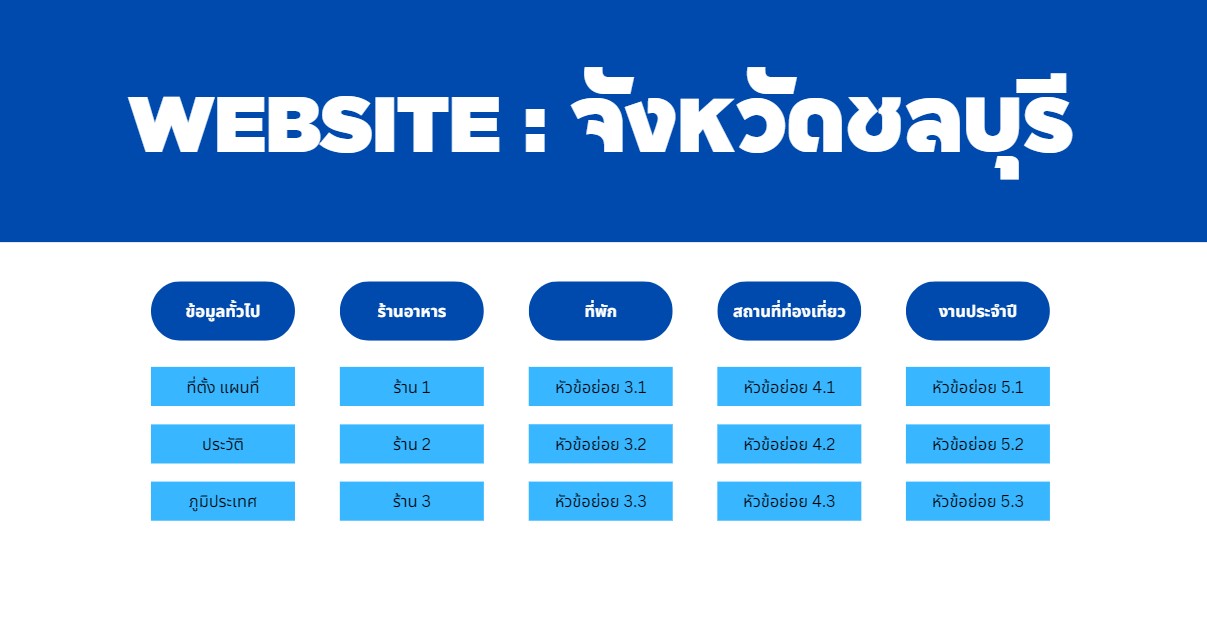 WEBSITE : จังหวัดชลบุรี
ข้อมูลทั่วไป
ร้านอาหาร
ที่พัก
สถานที่ท่องเที่ยว
งานประจำปี
ที่ตั้ง แผนที่
ร้าน 1
หัวข้อย่อย 3.1
หัวข้อย่อย 4.1
หัวข้อย่อย 5.1
ประวัติ
ร้าน 2
หัวข้อย่อย 3.2
หัวข้อย่อย 4.2
หัวข้อย่อย 5.2
ภูมิประเทศ
ร้าน 3
หัวข้อย่อย 3.3
หัวข้อย่อย 4.3
หัวข้อย่อย 5.3